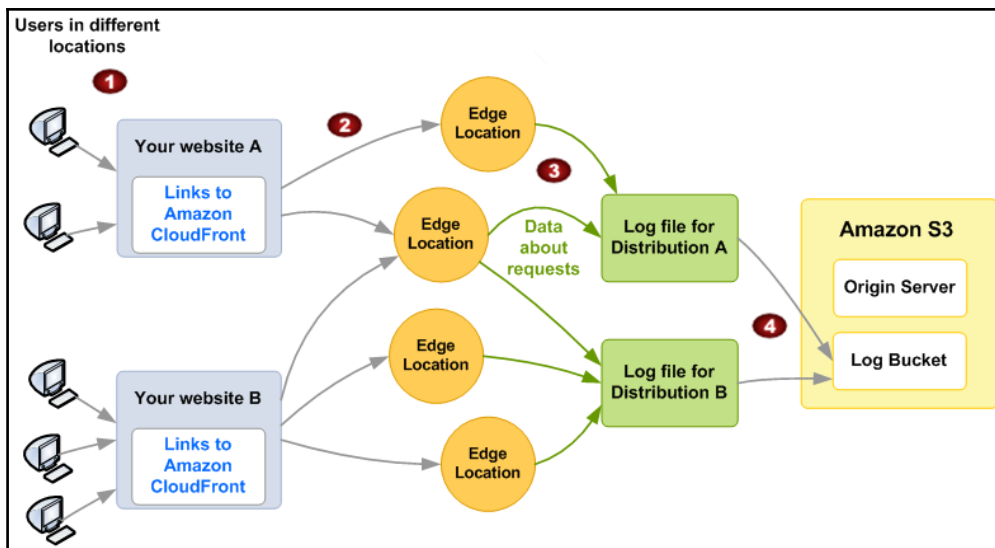 Users in different
locations
1
2
3
4
Your website A
Links to
Amazon
CloudFront
Your website B
Links to
Amazon
CloudFront
Edge
Location
Edge
Location
Edge
Location
Edge
Location
Data
about
requests
Log file for
Distribution A
Log file for
Distribution B
Amazon S3
Origin Server
Log Bucket